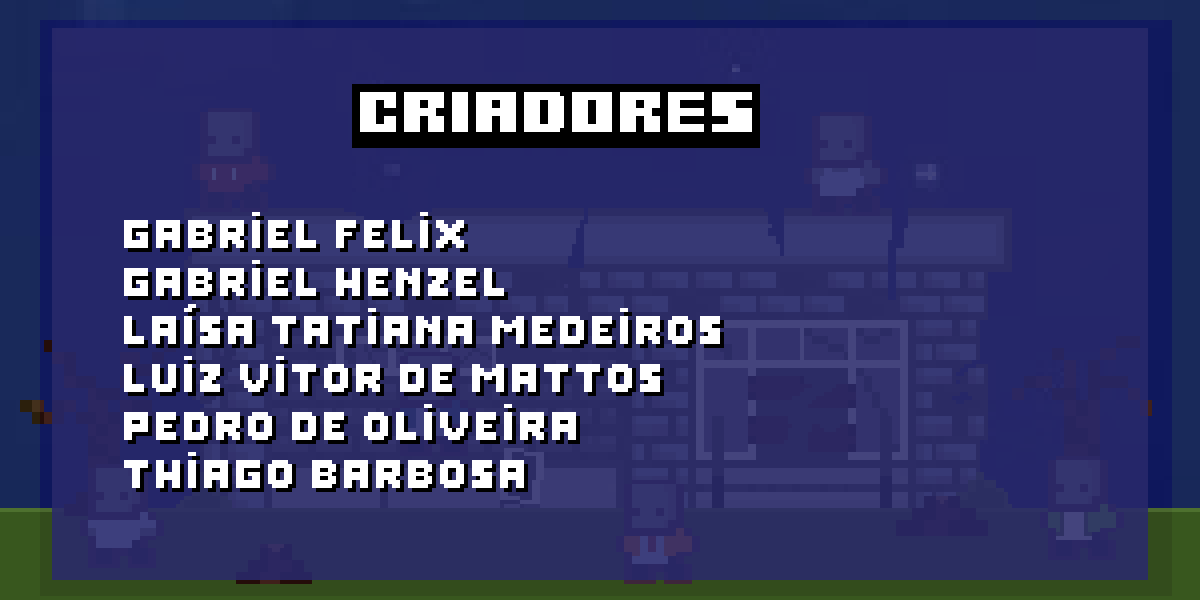 CRIADORES
GABRIEL FELIX
GABRIEL HENZEL
LAÍSA TATIANA MEDEIROS
LUIZ VITOR DE MATTOS
PEDRO DE OLIVEIRA
THIAGO BARBOSA